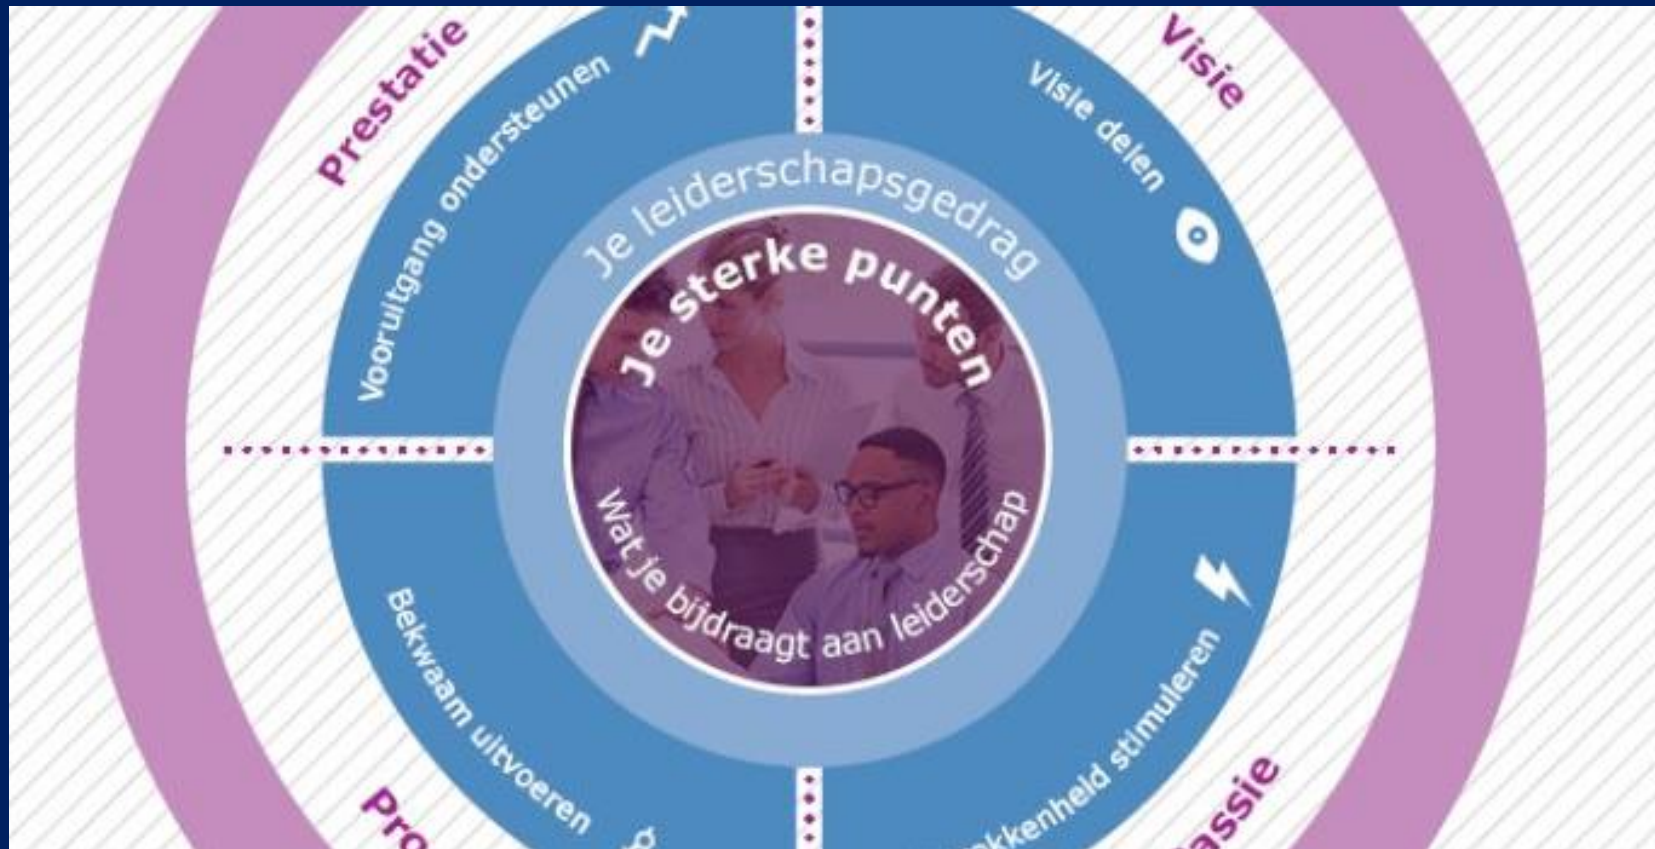 Prestatie
Visie
Vooruitgang ondersteunen
Visie delen
Je leiderschapsgedrag
Je sterke punten
Wat je bijdraagt aan leiderschap
Bekwaam uitvoeren
stimuleren